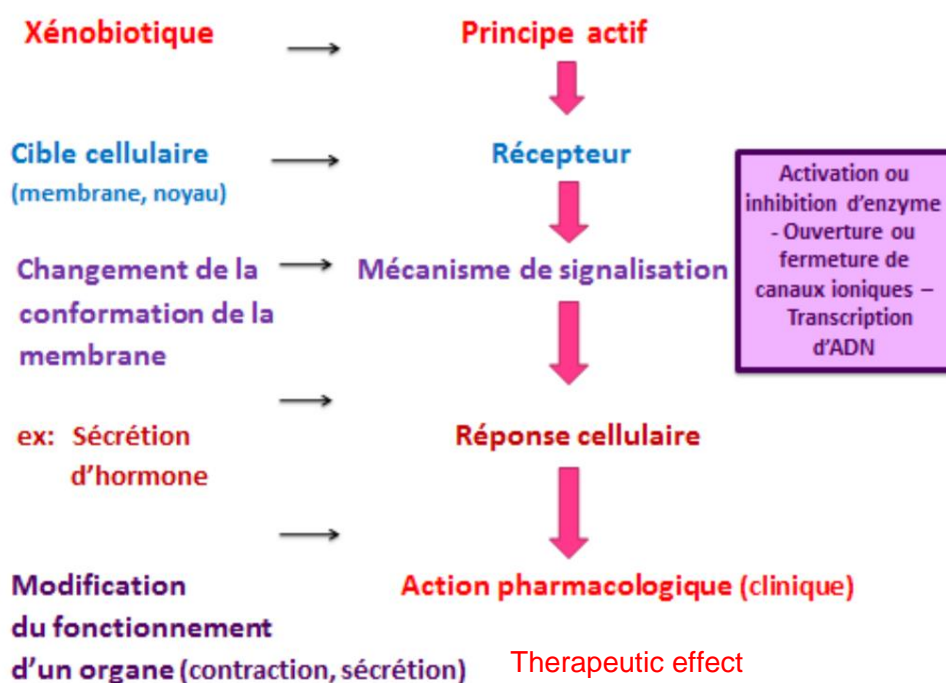 Xénobiotique
Principe actif
Cible cellulaire
(membrane, noyau)
Récepteur
Activation ou
inhibition d'enzyme
- Ouverture ou
fermeture de
canaux ioniques –
Transcription
d'ADN
Changement de la
conformation de la
membrane
Mécanisme de signalisation
ex: Sécrétion
d'hormone
Réponse cellulaire
Modification
du fonctionnement
d'un organe (contraction, sécrétion)
Action pharmacologique (clinique)
Therapeutic effect